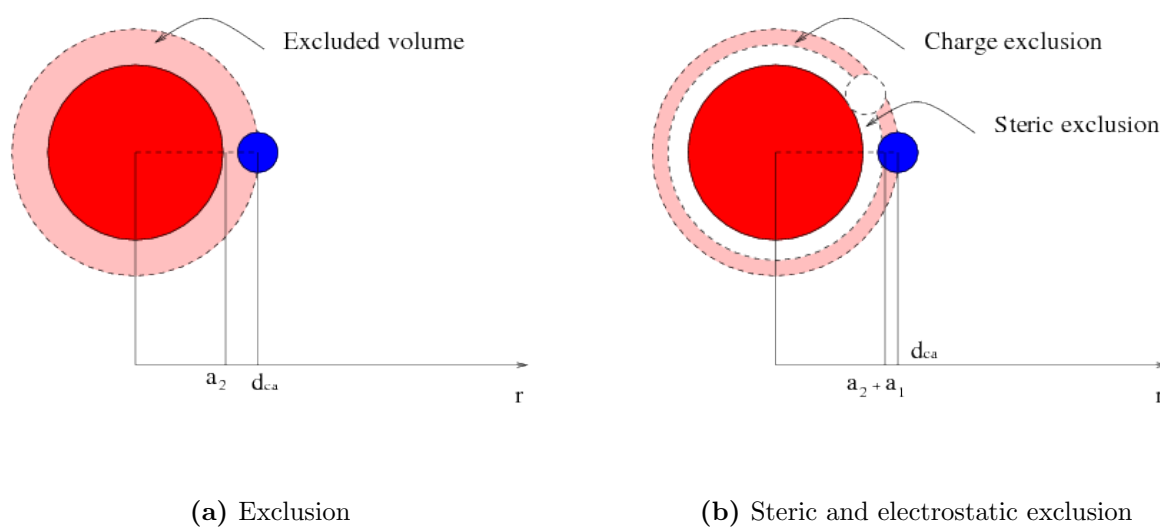 Excluded volume
a2 dca
r
(a) Exclusion
Charge exclusion
Steric exclusion
dca
a2 + a1
r
(b) Steric and electrostatic exclusion